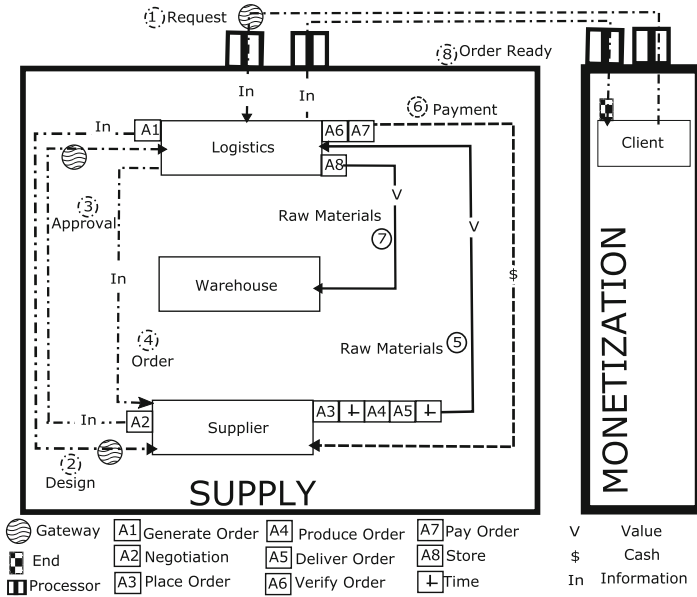 1 Request
8 Order Ready
In In
In A1 Logistics A6 A7 6 Payment
A8
Client
3
Approval
V
V
Raw Materials
7
In
Warehouse
$
4
Order
Raw Materials 5
In A2 Supplier A3 A4 A5
2
Design
SUPPLY
MONETIZATION
Gateway A1 Generate Order A4 Produce Order A7 Pay Order V Value
End A2 Negotiation A5 Deliver Order A8 Store $ Cash
Processor A3 Place Order A6 Verify Order Time In Information